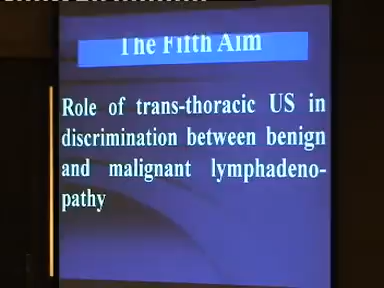 The Fifth Aim
Role of trans-thoracic US in
discrimination between benign
and malignant lymphadeno-
pathy